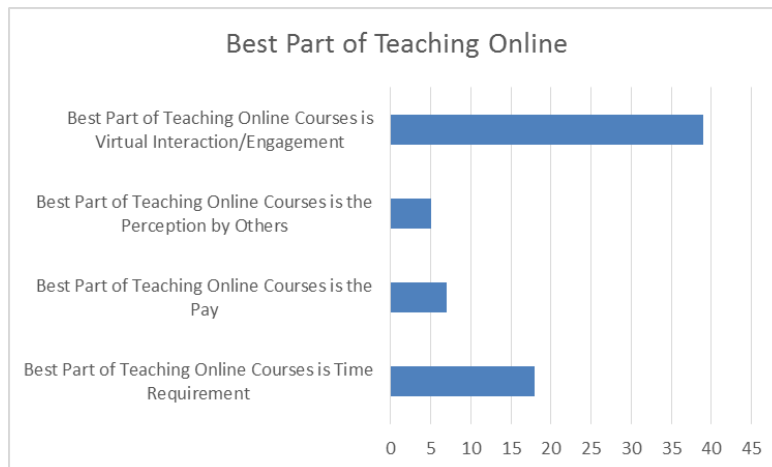 Best Part of Teaching Online
Best Part of Teaching Online Courses is
Virtual Interaction/Engagement
Best Part of Teaching Online Courses is the
Perception by Others
Best Part of Teaching Online Courses is the
Pay
Best Part of Teaching Online Courses is Time
Requirement
0 5 10 15 20 25 30 35 40 45